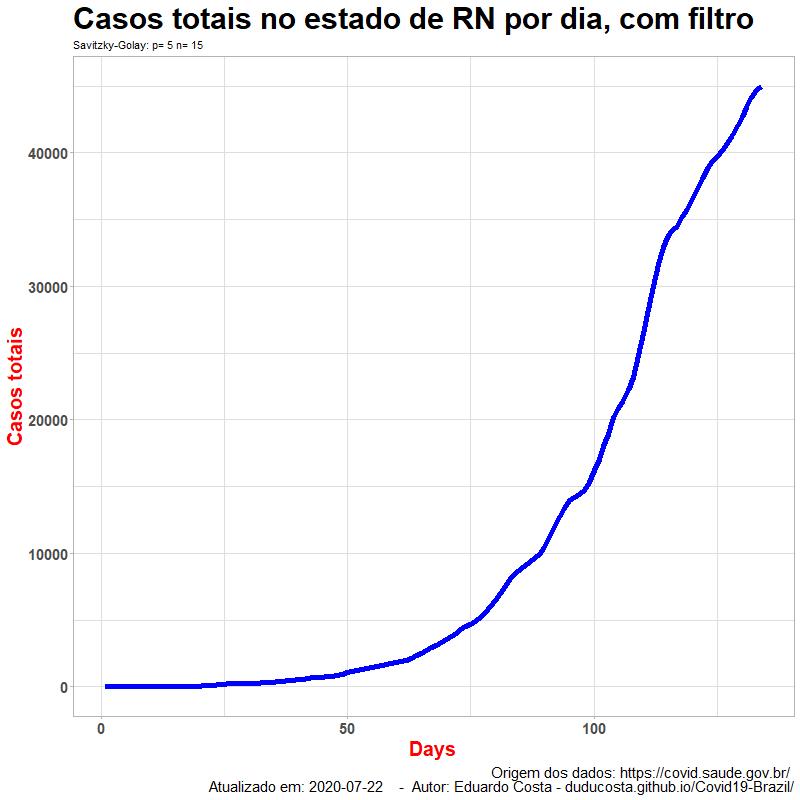 Casos totais no estado de RN por dia, com filtro
Savitzky-Golay: p= 5 n= 15
Casos totais
40000
30000
20000
10000
0
0 50 100
Days
Origem dos dados: https://covid.saude.gov.br/
Atualizado em: 2020-07-22 - Autor: Eduardo Costa - duducosta.github.io/Covid19-Brazil/